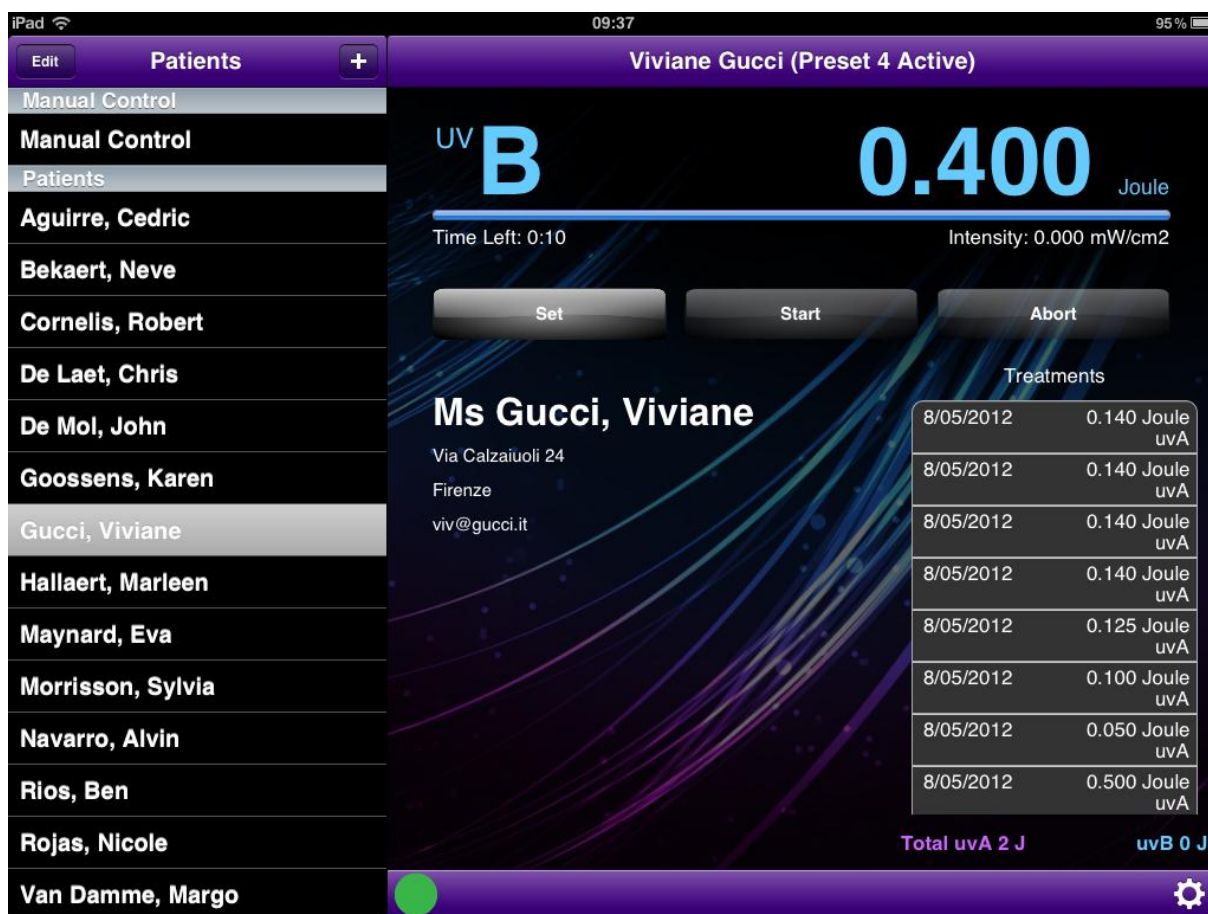 iPad 09:37 95 %
Edit Patients + Viviane Gucci (Preset 4 Active)
Manual Control
Manual Control
Patients
Aguirre, Cedric
Bekaert, Neve
Cornelis, Robert
De Laet, Chris
De Mol, John
Goossens, Karen
Gucci, Viviane
Hallaert, Marleen
Maynard, Eva
Morrisson, Sylvia
Navarro, Alvin
Rios, Ben
Rojas, Nicole
Van Damme, Margo
UV B 0.400 Joule
Time Left: 0:10 Intensity: 0.000 mW/cm2
Set Start Abort
Ms Gucci, Viviane
Via Calzaiuoli 24
Firenze
viv@gucci.it
Treatments
8/05/2012 0.140 Joule
uvA
8/05/2012 0.140 Joule
uvA
8/05/2012 0.140 Joule
uvA
8/05/2012 0.140 Joule
uvA
8/05/2012 0.125 Joule
uvA
8/05/2012 0.100 Joule
uvA
8/05/2012 0.050 Joule
uvA
8/05/2012 0.500 Joule
uvA
Total uvA 2 J uvB 0 J